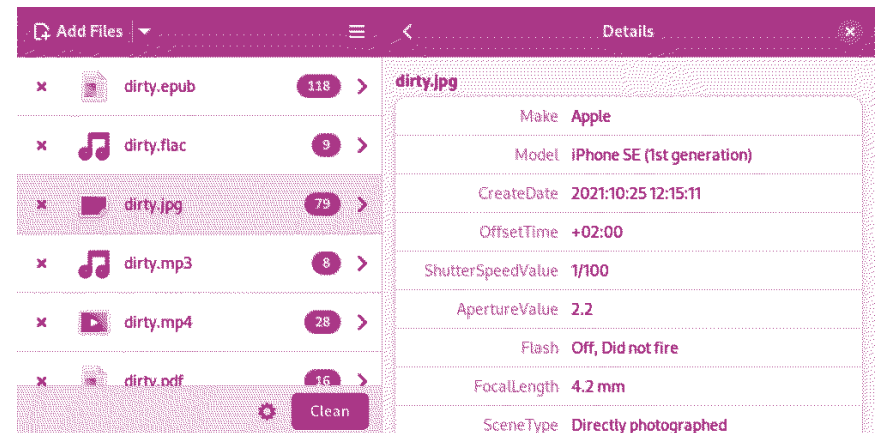 Add Files
Details
dirty.epub 118
dirty.flac 9
dirty.jpg 79
dirty.mp3 8
dirty.mp4 28
dirty.pdf 16
Clean
dirty.jpg
Make Apple
Model iPhone SE (1st generation)
CreateDate 2021:10:25 12:15:11
OffsetTime +02:00
ShutterSpeedValue 1/100
ApertureValue 2.2
Flash Off, Did not fire
FocalLength 4.2 mm
SceneType Directly photographed